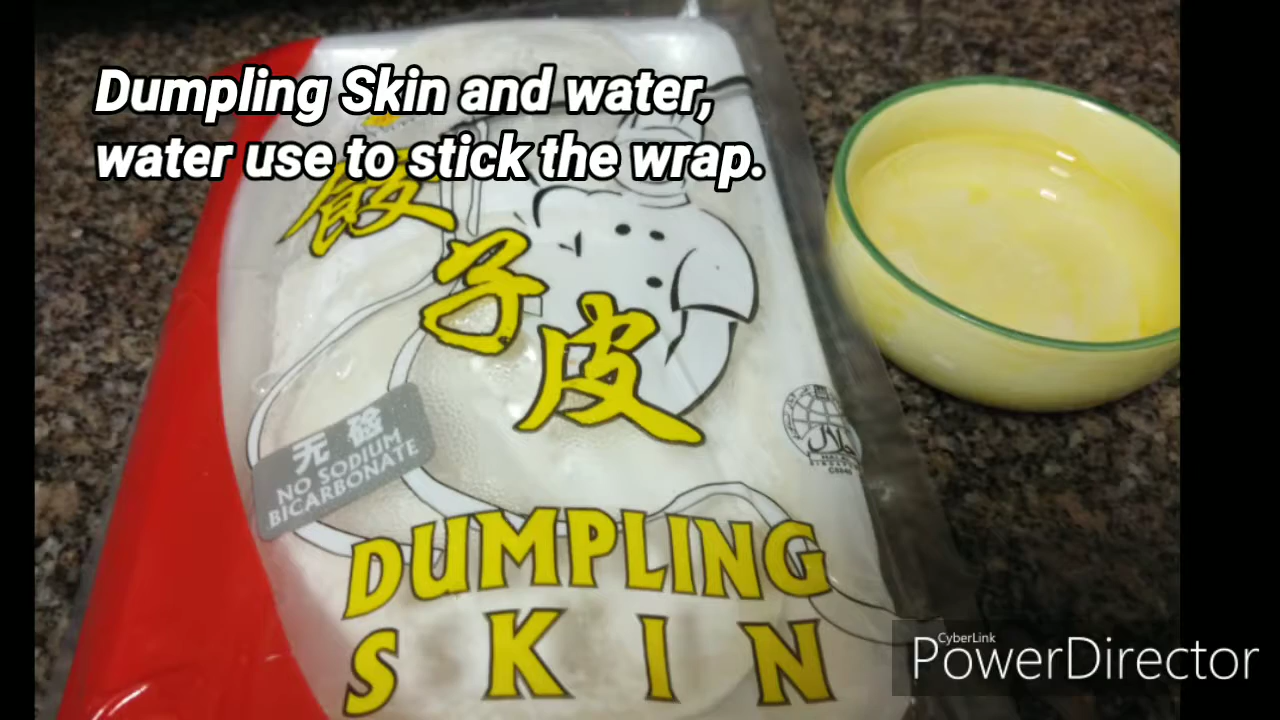 Dumpling Skin and water,
water use to stick the wrap.
餃
子
皮
无 硷
NO SODIUM
BICARBONATE
DUMPLING
SKIN
CyberLink
PowerDirector